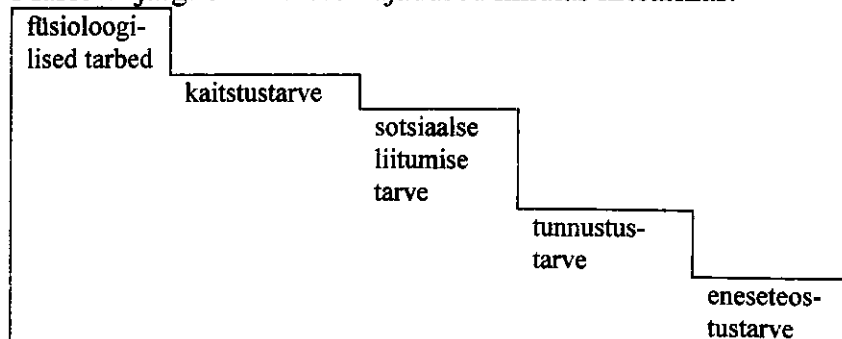 füsioloogi-
lised tarbed
kaitstustarve
sotsiaalse
liitumise
tarve
tunnustus-
tarve
eneseteos-
tustarve